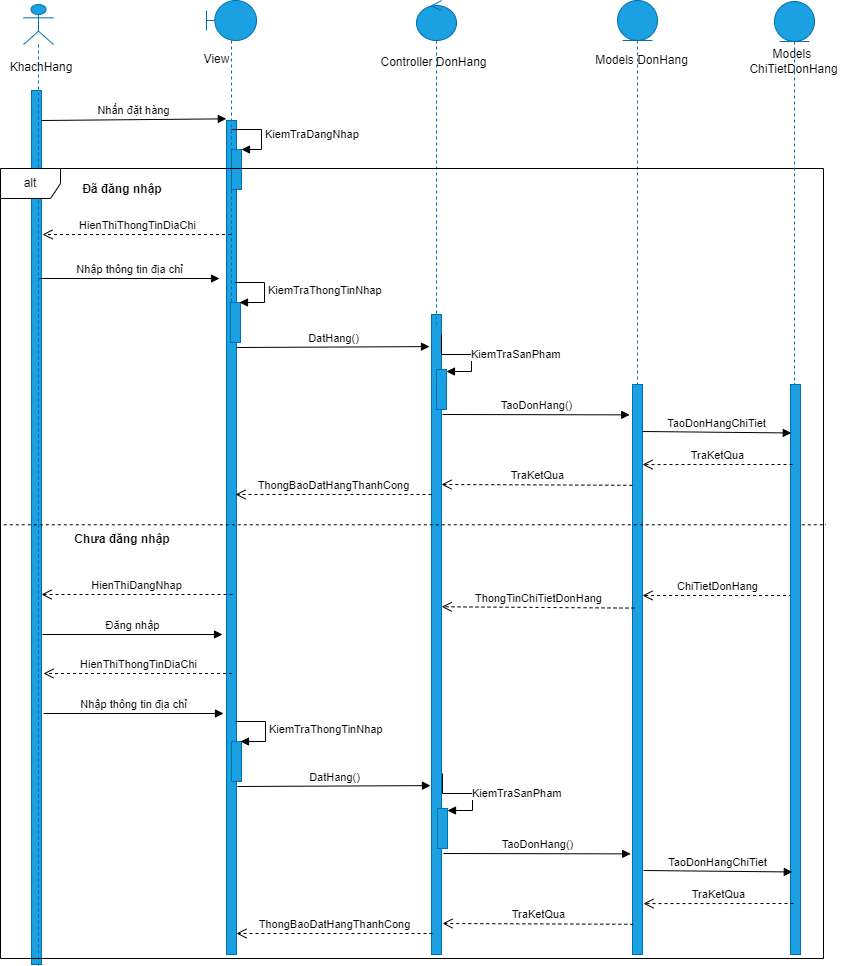 KhachHang
View
Controller DonHang
Models DonHang
Models
ChiTietDonHang
Nhấn đặt hàng
KiemTraDangNhap
alt
Đã đăng nhập
HienThiThongTinDiaChi
Nhập thông tin địa chỉ
KiemTraThongTinNhap
DatHang()
KiemTraSanPham
TaoDonHang()
TaoDonHangChiTiet
TraKetQua
TraKetQua
ThongBaoDatHangThanhCong
Chưa đăng nhập
HienThiDangNhap
ChiTietDonHang
ThongTinChiTietDonHang
Đăng nhập
HienThiThongTinDiaChi
Nhập thông tin địa chỉ
KiemTraThongTinNhap
DatHang()
KiemTraSanPham
TaoDonHang()
TaoDonHangChiTiet
TraKetQua
TraKetQua
ThongBaoDatHangThanhCong